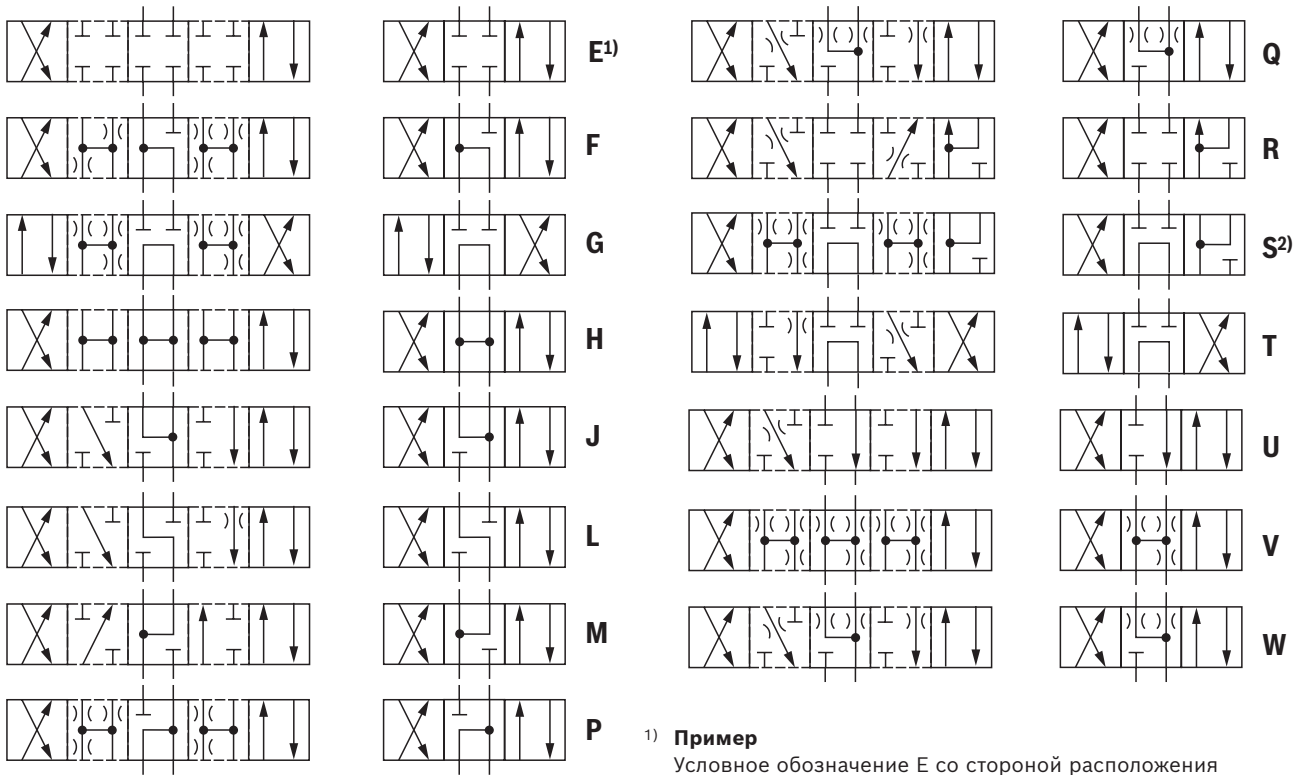 E1)
F
G
H
J
L
M
P
Q
R
S2)
T
U
V
W
1) Пример
Условное обозначение E со стороной расположения